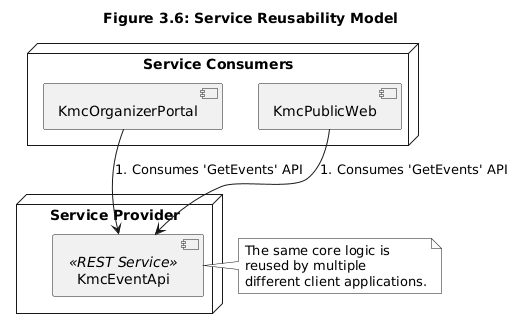 Figure 3.6: Service Reusability Model
Service Consumers
KmcOrganizerPortal
KmcPublicWeb
1. Consumes 'GetEvents' API
1. Consumes 'GetEvents' API
Service Provider
«REST Service»
KmcEventApi
The same core logic is
reused by multiple
different client applications.